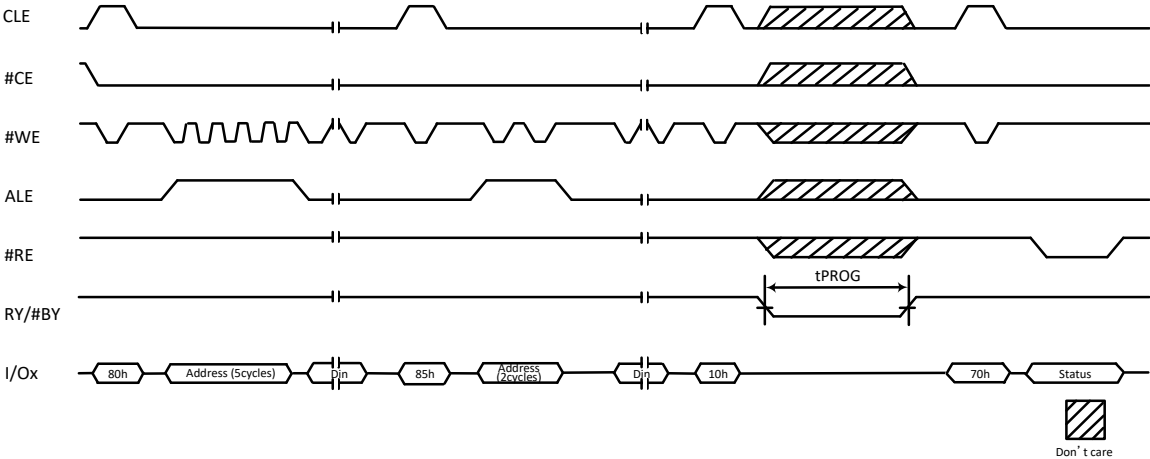 CLE
#CE
#WE
ALE
#RE
tPROG
RY/#BY
I/Ox
80h
Address (5cycles)
Din
85h
Address
(2cycles)
Din
10h
70h
Status
Don't care